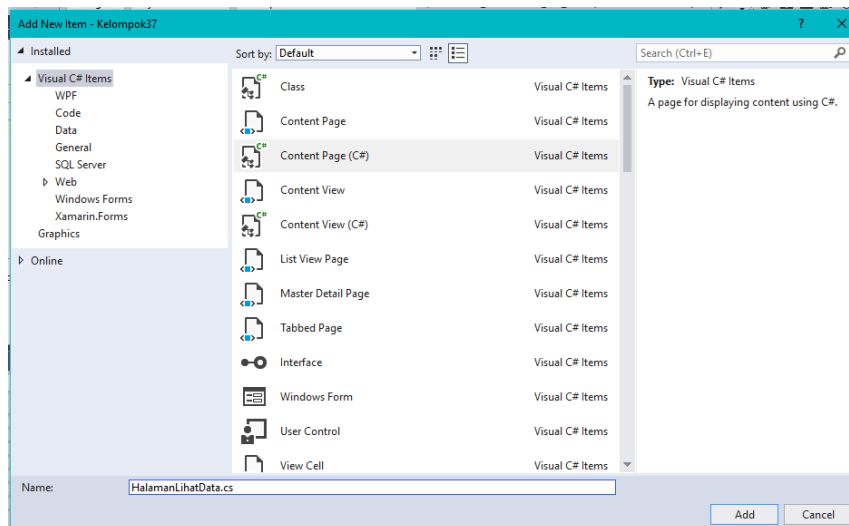 Add New Item - Kelompok37
?
Installed
Sort by: Default
Search (Ctrl+E)
Visual C# Items
WPF
Code
Data
General
SQL Server
Web
Windows Forms
Xamarin.Forms
Graphics
Online
C# Class Visual C# Items
Content Page Visual C# Items
C# Content Page (C#) Visual C# Items
Content View Visual C# Items
C# Content View (C#) Visual C# Items
List View Page Visual C# Items
Master Detail Page Visual C# Items
Tabbed Page Visual C# Items
Interface Visual C# Items
Windows Form Visual C# Items
User Control Visual C# Items
View Cell Visual C# Items
Type: Visual C# Items
A page for displaying content using C#.
Name: HalamanLihatData.cs
Add Cancel